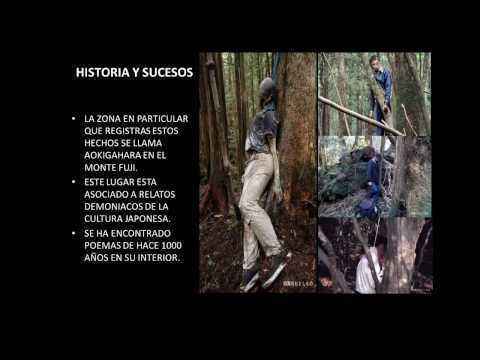 HISTORIA Y SUCESOS
• LA ZONA EN PARTICULAR
QUE REGISTRAS ESTOS
HECHOS SE LLAMA
AOKIGAHARA EN EL
MONTE FUJI.
• ESTE LUGAR ESTA
ASOCIADO A RELATOS
DEMONIACOS DE LA
CULTURA JAPONESA.
• SE HA ENCONTRADO
POEMAS DE HACE 1000
AÑOS EN SU INTERIOR.